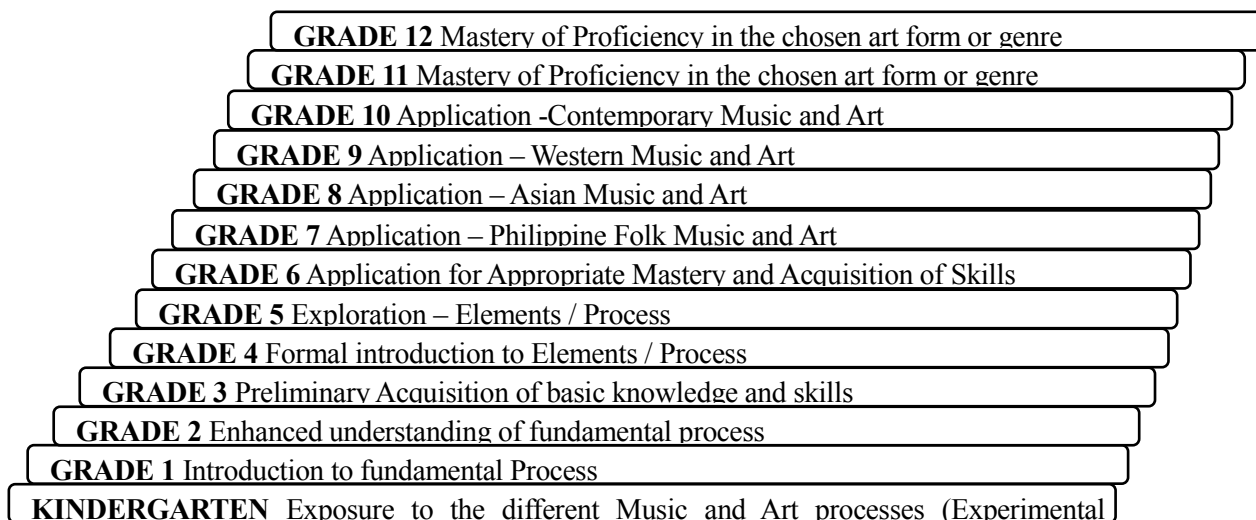 GRADE 12 Mastery of Proficiency in the chosen art form or genre
GRADE 11 Mastery of Proficiency in the chosen art form or genre
GRADE 10 Application -Contemporary Music and Art
GRADE 9 Application – Western Music and Art
GRADE 8 Application – Asian Music and Art
GRADE 7 Application – Philippine Folk Music and Art
GRADE 6 Application for Appropriate Mastery and Acquisition of Skills
GRADE 5 Exploration – Elements / Process
GRADE 4 Formal introduction to Elements / Process
GRADE 3 Preliminary Acquisition of basic knowledge and skills
GRADE 2 Enhanced understanding of fundamental process
GRADE 1 Introduction to fundamental Process
KINDERGARTEN Exposure to the different Music and Art processes (Experimental